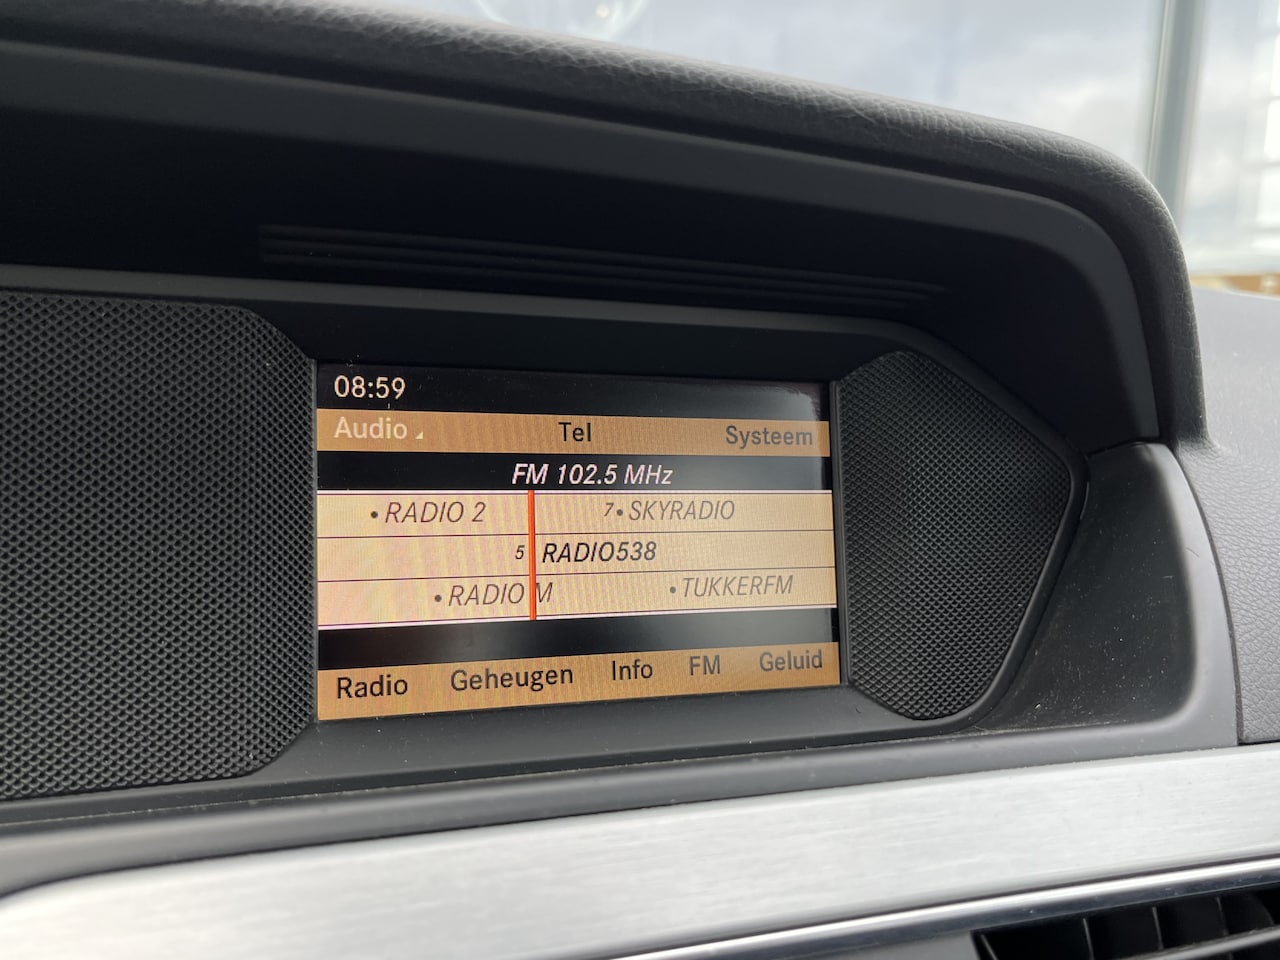 08:59
Audio Tel Systeem
FM 102.5 MHz
• RADIO 2 7 • SKYRADIO
5 RADIO538
• RADIO M • TUKKERFM
Radio Geheugen Info FM Geluid